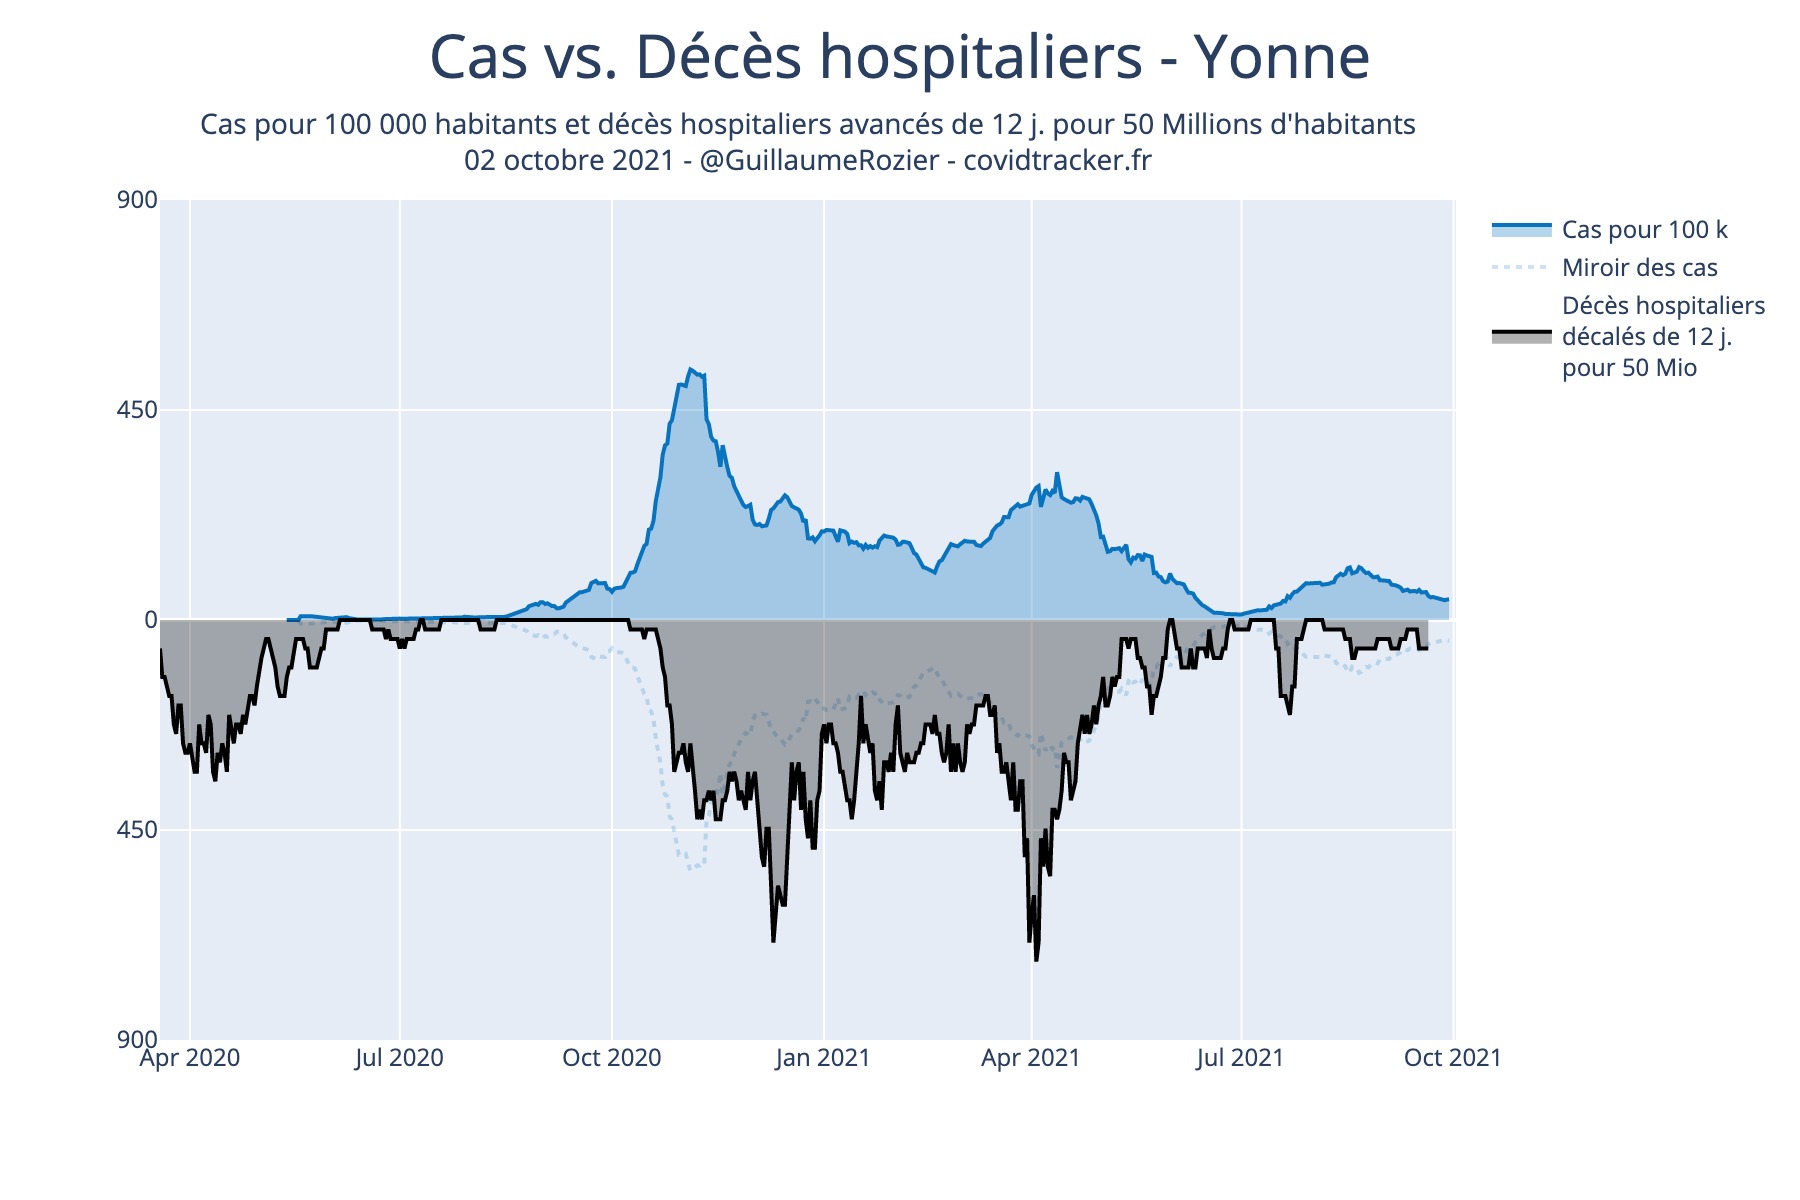 Cas vs. Décès hospitaliers - Yonne
Cas pour 100 000 habitants et décès hospitaliers avancés de 12 j. pour 50 Millions d'habitants
02 octobre 2021 - @GuillaumeRozier - covidtracker.fr
900
450
0
450
900
Apr 2020
Jul 2020
Oct 2020
Jan 2021
Apr 2021
Jul 2021
Oct 2021
Cas pour 100 k
Miroir des cas
Décès hospitaliers
décalés de 12 j.
pour 50 Mio